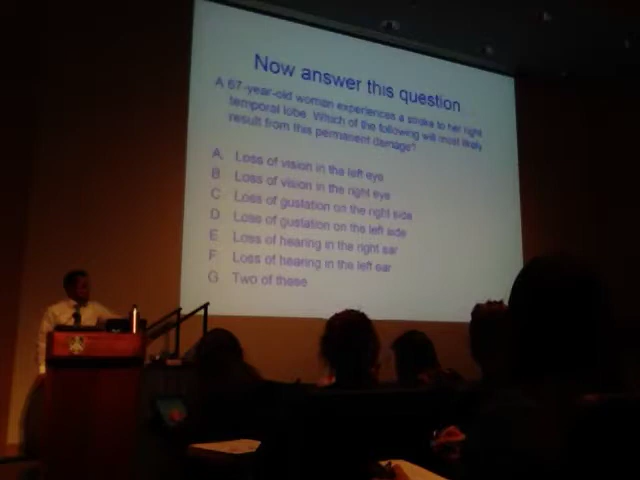 Now answer this question
A 67-year-old woman experiences a stroke to her right
temporal lobe. Which of the following will most likely
result from this permanent damage?
A. Loss of vision in the left eye
B Loss of vision in the right eye
C Loss of gustation on the right side
D Loss of gustation on the left side
E Loss of hearing in the right ear
F Loss of hearing in the left ear
G Two of these